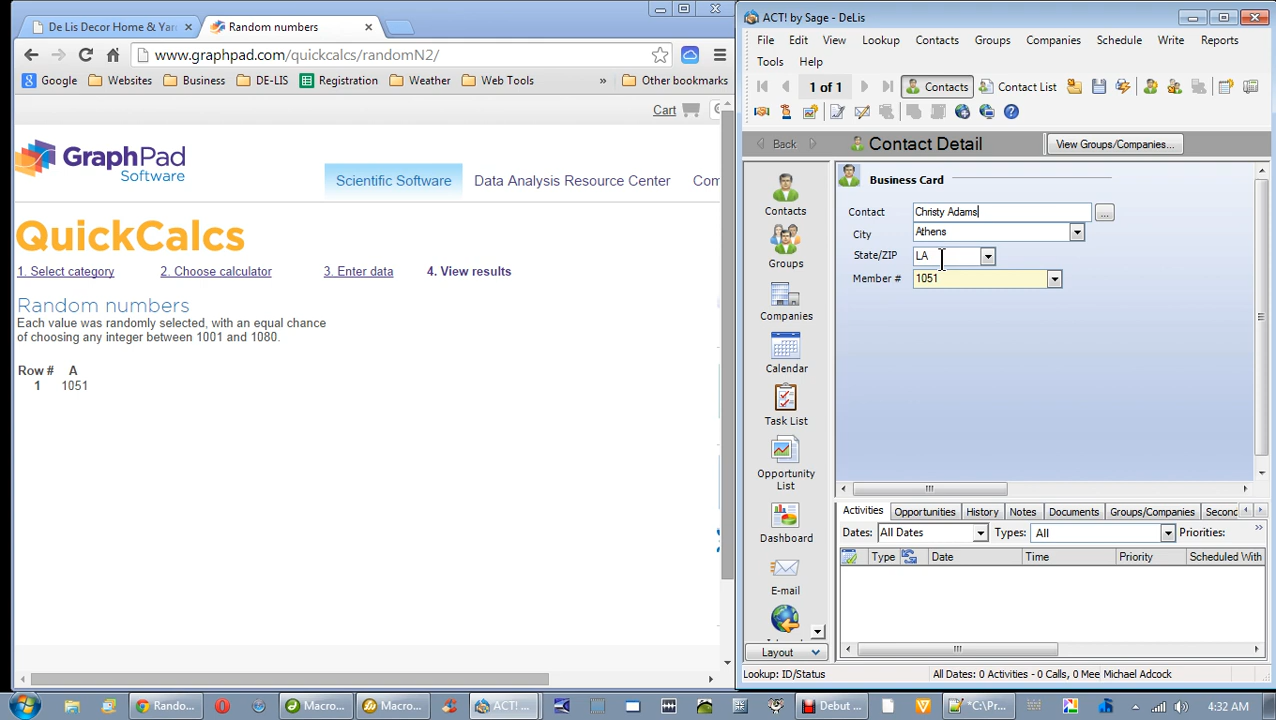 De Lis Decor Home & Yar
Random numbers
www.graphpad.com/quickcalcs/randomN2/
Google Websites Business DE-LIS Registration Weather Web Tools » Other bookmarks
Cart
GraphPad
Software
Scientific Software Data Analysis Resource Center Com
QuickCalcs
1. Select category 2. Choose calculator 3. Enter data 4. View results
Random numbers
Each value was randomly selected, with an equal chance
of choosing any integer between 1001 and 1080.
Row # A
1 1051
ACT! by Sage - DeLis
File Edit View Lookup Contacts Groups Companies Schedule Write Reports
Tools Help
1 of 1 Contacts Contact List
Back Contact Detail View Groups/Companies...
Contacts
Groups
Companies
Calendar
Task List
Opportunity
List
Dashboard
E-mail
Layout
Business Card
Contact Christy Adams ...
City Athens
State/ZIP LA
Member # 1051
Activities Opportunities History Notes Documents Groups/Companies Second
Dates: All Dates Types: All Priorities: »
Type Date Time Priority Scheduled With
Lookup: ID/Status All Dates: 0 Activities - 0 Calls, 0 Mee Michael Adcock
Rando... Macro... Macro... ACT! ... Debut ... *C:\Pr... 4:32 AM